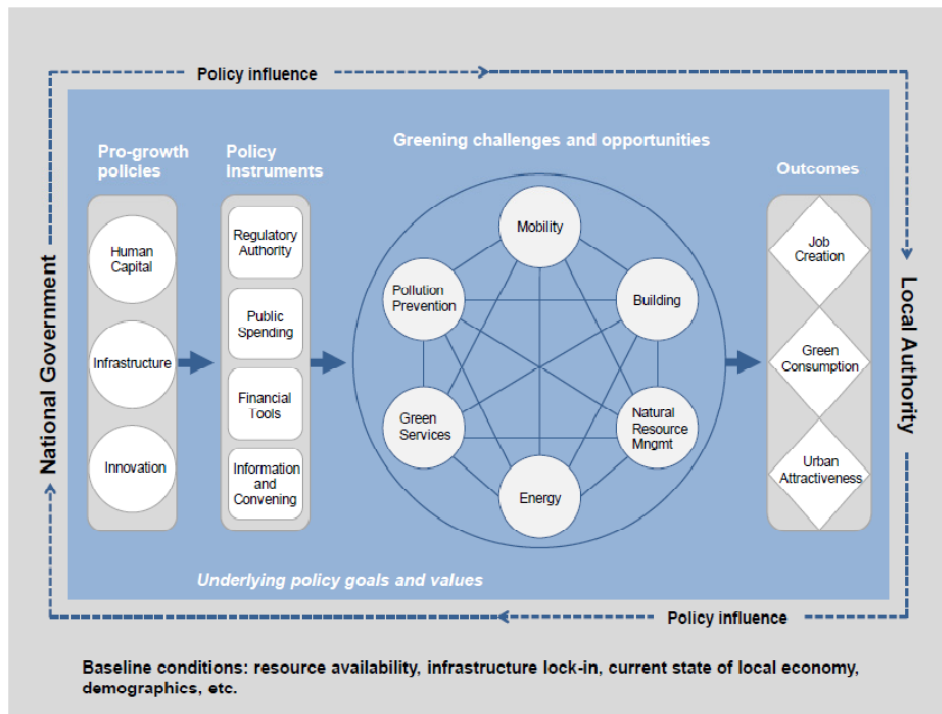 Policy influence
Pro-growth
policies
Policy
Instruments
Greening challenges and opportunities
Outcomes
National Government
Human
Capital
Infrastructure
Innovation
Regulatory
Authority
Public
Spending
Financial
Tools
Information
and
Convening
Mobility
Pollution
Prevention
Building
Green
Services
Natural
Resource
Mngmt
Energy
Job
Creation
Green
Consumption
Urban
Attractiveness
Local Authority
Underlying policy goals and values
Policy influence
Baseline conditions: resource availability, infrastructure lock-in, current state of local economy,
demographics, etc.